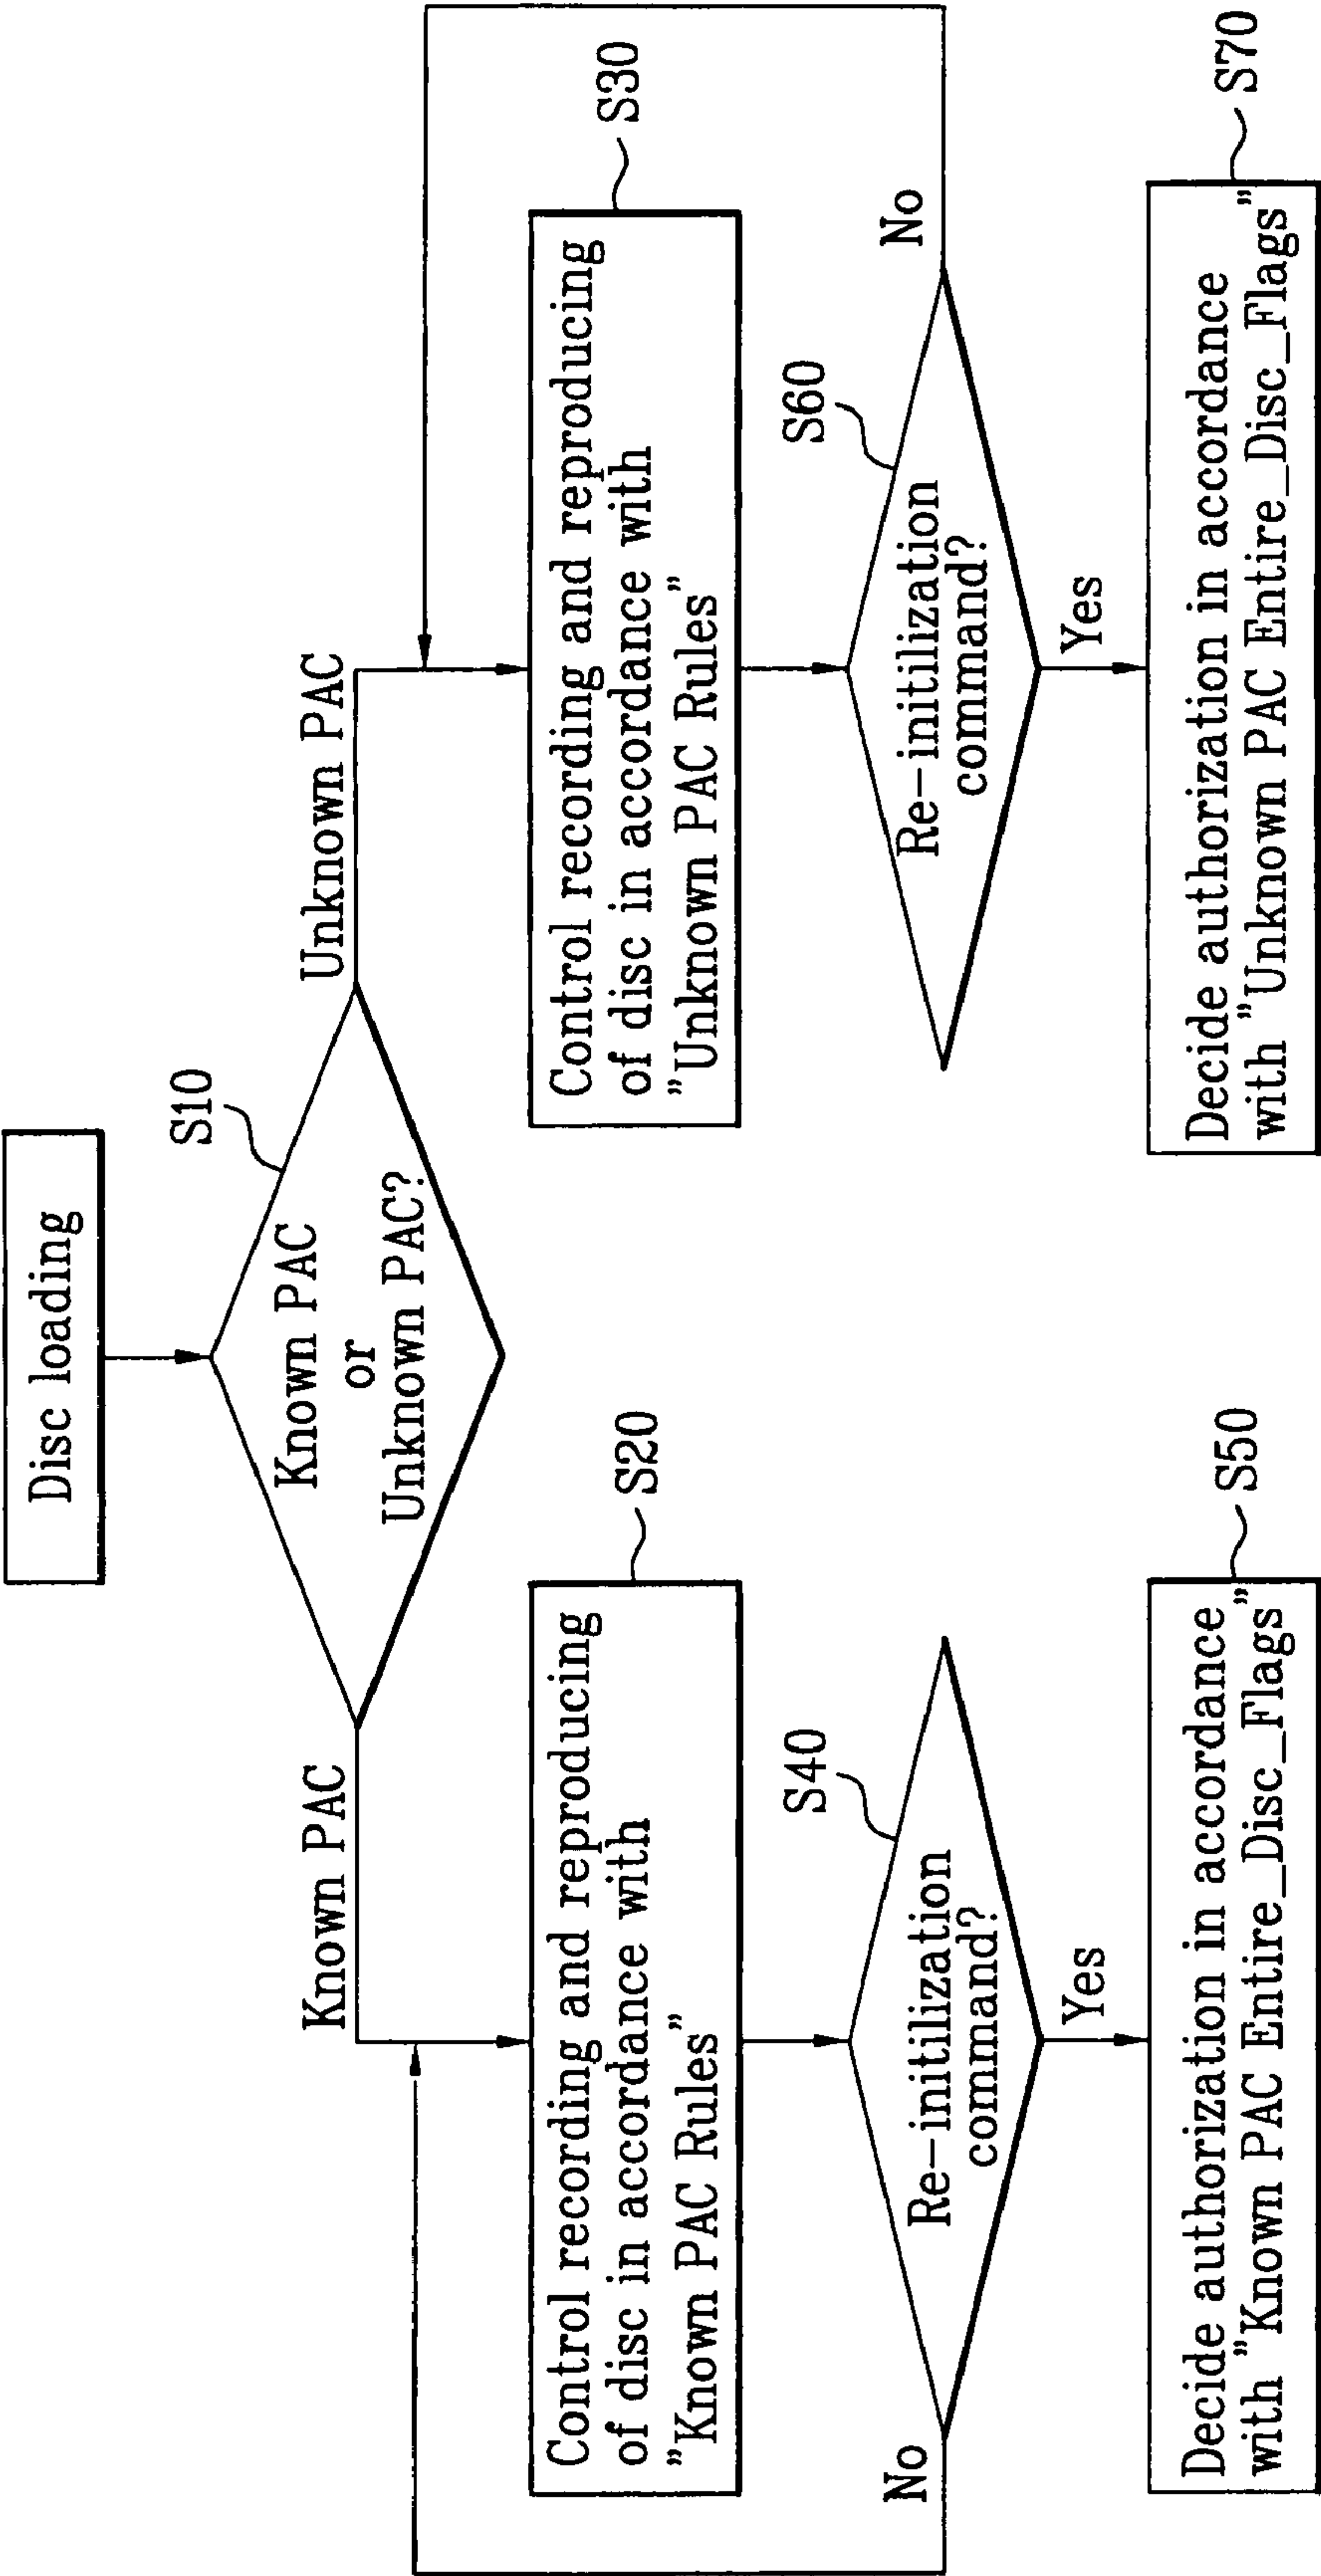 Disc loading
S10
Known PAC
or
Unknown PAC?
Known PAC
Unknown PAC
S20
Control recording and reproducing
of disc in accordance with
"Known PAC Rules"
S30
Control recording and reproducing
of disc in accordance with
"Unknown PAC Rules"
S40
Re-initilization
command?
No
Yes
S60
Re-initilization
command?
No
Yes
S50
Decide authorization in accordance
with "Known PAC Entire_Disc_Flags"
S70
Decide authorization in accordance
with "Unknown PAC Entire_Disc_Flags"